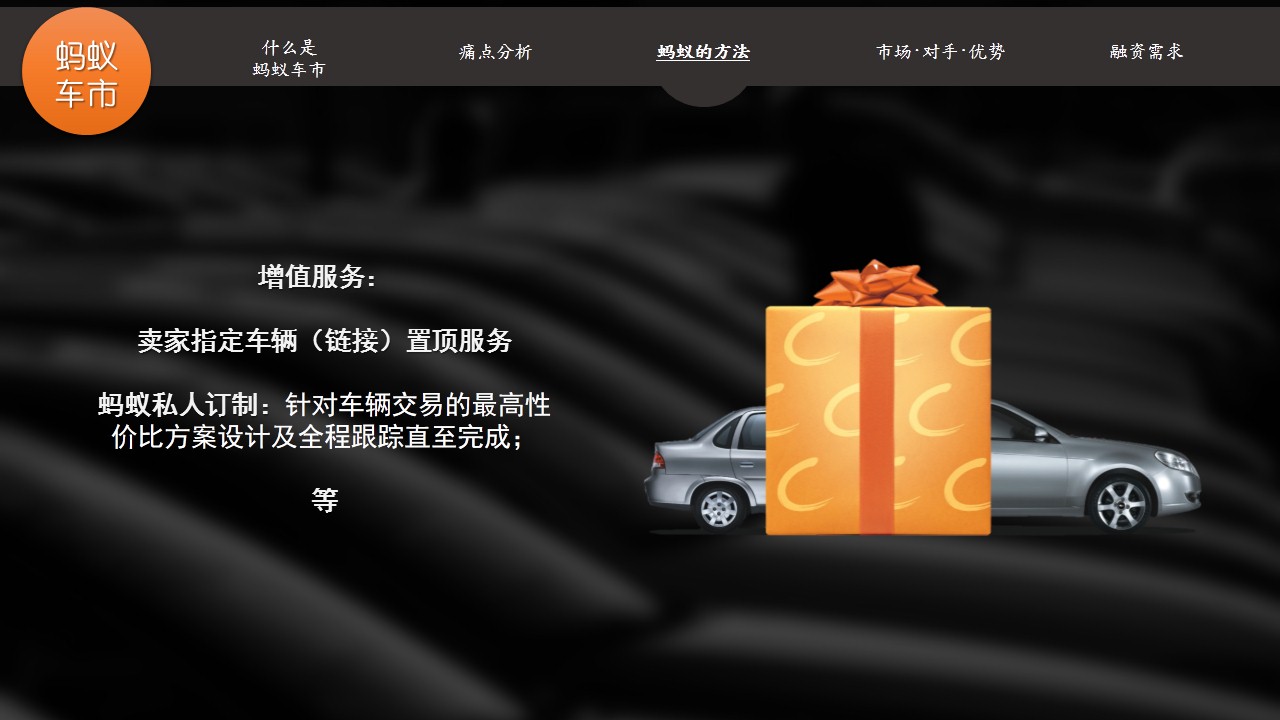 蚂蚁
车市
什么是
蚂蚁车市
痛点分析
蚂蚁的方法
市场·对手·优势
融资需求
增值服务：
卖家指定车辆（链接）置顶服务
蚂蚁私人订制：针对车辆交易的最高性
价比方案设计及全程跟踪直至完成；
等